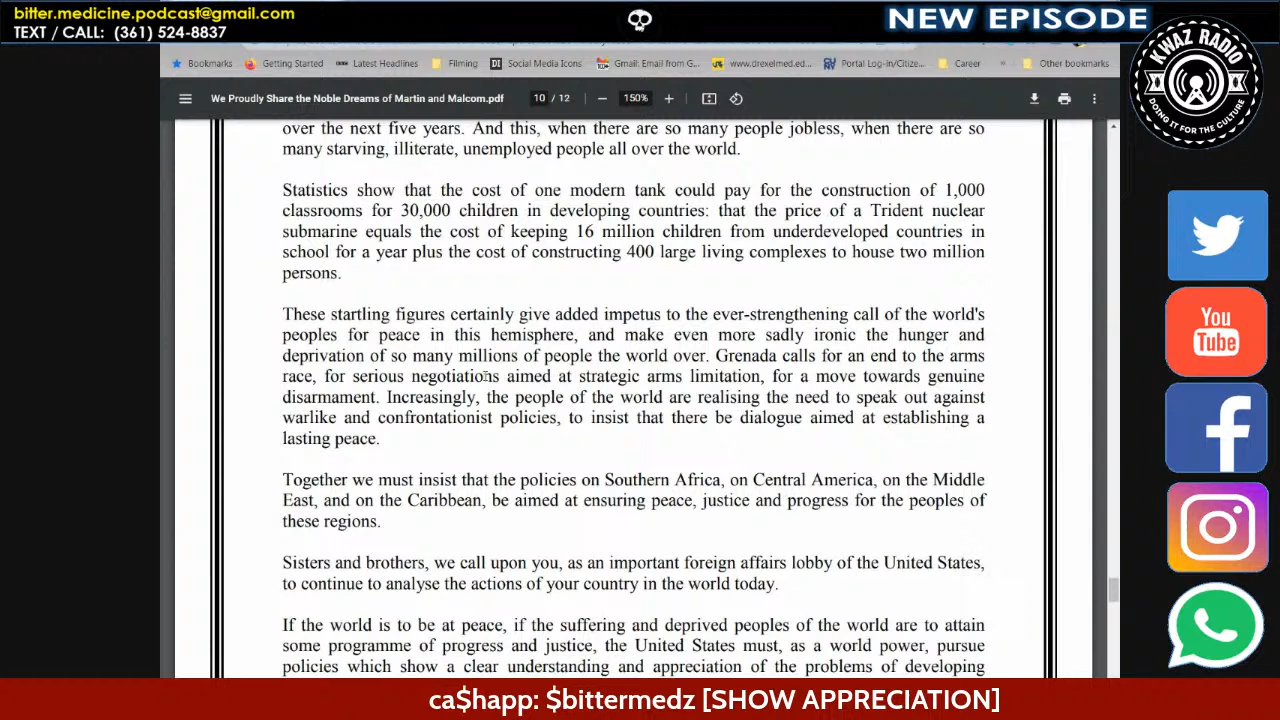 bitter.medicine.podcast@gmail.com
TEXT / CALL: (361) 524-8837
NEW EPISODE
KWAZ RADIO
DOING IT FOR THE CULTURE
Bookmarks
Getting Started
Latest Headlines
Filming
Social Media Icons
Gmail: Email from G...
www.drexelmed.ed...
Portal Log-In/Citize...
Career
»
Other bookmarks
We Proudly Share the Noble Dreams of Martin and Malcom.pdf
10 / 12
150%
over the next five years. And this, when there are so many people jobless, when there are so
many starving, illiterate, unemployed people all over the world.
Statistics show that the cost of one modern tank could pay for the construction of 1,000
classrooms for 30,000 children in developing countries: that the price of a Trident nuclear
submarine equals the cost of keeping 16 million children from underdeveloped countries in
school for a year plus the cost of constructing 400 large living complexes to house two million
persons.
These startling figures certainly give added impetus to the ever-strengthening call of the world's
peoples for peace in this hemisphere, and make even more sadly ironic the hunger and
deprivation of so many millions of people the world over. Grenada calls for an end to the arms
race, for serious negotiations aimed at strategic arms limitation, for a move towards genuine
disarmament. Increasingly, the people of the world are realising the need to speak out against
warlike and confrontationist policies, to insist that there be dialogue aimed at establishing a
lasting peace.
Together we must insist that the policies on Southern Africa, on Central America, on the Middle
East, and on the Caribbean, be aimed at ensuring peace, justice and progress for the peoples of
these regions.
Sisters and brothers, we call upon you, as an important foreign affairs lobby of the United States,
to continue to analyse the actions of your country in the world today.
If the world is to be at peace, if the suffering and deprived peoples of the world are to attain
some programme of progress and justice, the United States must, as a world power, pursue
policies which show a clear understanding and appreciation of the problems of developing
You
Tube
ca$happ: $bittermedz [SHOW APPRECIATION]